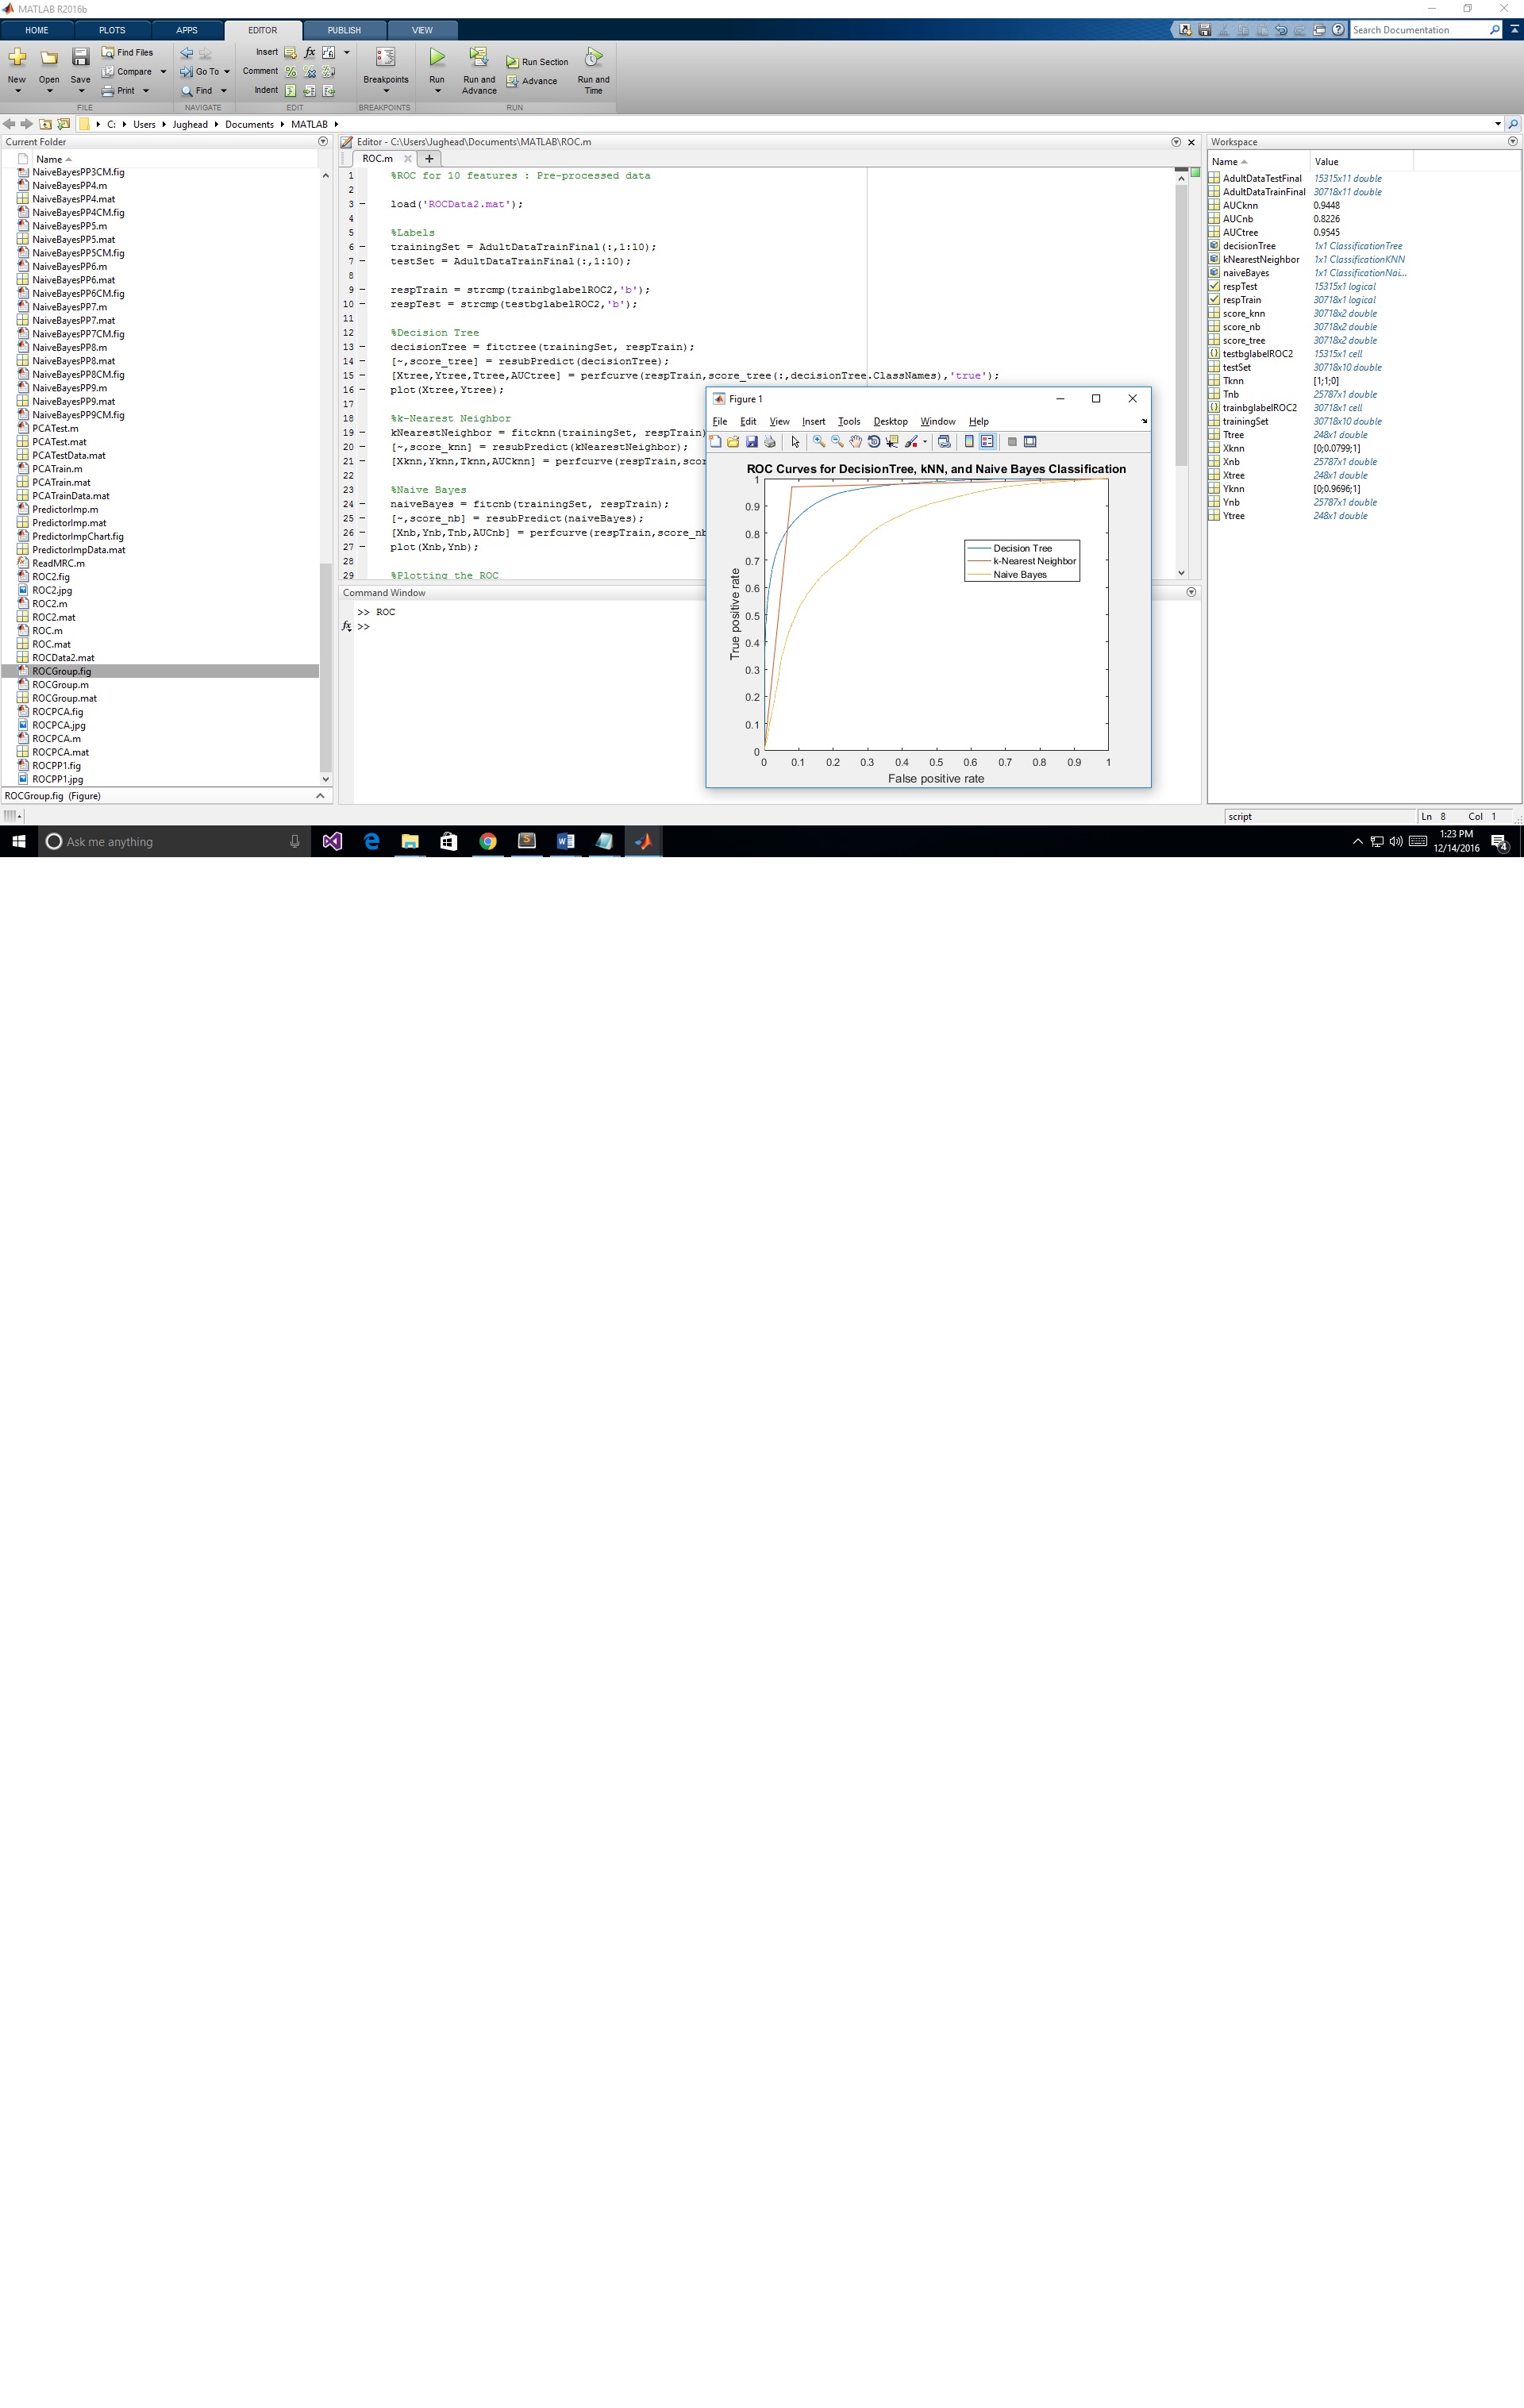 MATLAB R2016b
HOME PLOTS APPS EDITOR PUBLISH VIEW
Search Documentation
New Open Save Find Files Compare Print
Go To Find
Insert fx
Comment
Indent
Breakpoints
Run Run and Advance Run Section Advance Run and Time
FILE NAVIGATE EDIT BREAKPOINTS RUN
C: Users Jughead Documents MATLAB
Current Folder
Name
NaiveBayesPP3CM.fig
NaiveBayesPP4.m
NaiveBayesPP4.mat
NaiveBayesPP4CM.fig
NaiveBayesPP5.m
NaiveBayesPP5.mat
NaiveBayesPP5CM.fig
NaiveBayesPP6.m
NaiveBayesPP6.mat
NaiveBayesPP6CM.fig
NaiveBayesPP7.m
NaiveBayesPP7.mat
NaiveBayesPP7CM.fig
NaiveBayesPP8.m
NaiveBayesPP8.mat
NaiveBayesPP8CM.fig
NaiveBayesPP9.m
NaiveBayesPP9.mat
NaiveBayesPP9CM.fig
PCATest.m
PCATest.mat
PCATestData.mat
PCATrain.m
PCATrain.mat
PCATrainData.mat
PredictorImp.m
PredictorImp.mat
PredictorImpChart.fig
PredictorImpData.mat
ReadMRC.m
ROC2.fig
ROC2.jpg
ROC2.m
ROC2.mat
ROC.m
ROC.mat
ROCData2.mat
ROCGroup.fig
ROCGroup.m
ROCGroup.mat
ROCPCA.fig
ROCPCA.jpg
ROCPCA.m
ROCPCA.mat
ROCPP1.fig
ROCPP1.jpg
ROCGroup.fig (Figure)
Editor - C:\Users\Jughead\Documents\MATLAB\ROC.m
ROC.m
1 %ROC for 10 features : Pre-processed data
2
3 – load('ROCData2.mat');
4
5 %Labels
6 – trainingSet = AdultDataTrainFinal(:,1:10);
7 – testSet = AdultDataTrainFinal(:,1:10);
8
9 – respTrain = strcmp(trainbglabelROC2,'b');
10 – respTest = strcmp(testbglabelROC2,'b');
11
12 %Decision Tree
13 – decisionTree = fitctree(trainingSet, respTrain);
14 – [~,score_tree] = resubPredict(decisionTree);
15 – [Xtree,Ytree,Ttree,AUCtree] = perfcurve(respTrain,score_tree(:,decisionTree.ClassNames),'true');
16 – plot(Xtree,Ytree);
17
18 %k-Nearest Neighbor
19 – kNearestNeighbor = fitcknn(trainingSet, respTrain)
20 – [~,score_knn] = resubPredict(kNearestNeighbor);
21 – [Xknn,Yknn,Tknn,AUCknn] = perfcurve(respTrain,scor
22
23 %Naive Bayes
24 – naiveBayes = fitcnb(trainingSet, respTrain);
25 – [~,score_nb] = resubPredict(naiveBayes);
26 – [Xnb,Ynb,Tnb,AUCnb] = perfcurve(respTrain,score_nb
27 – plot(Xnb,Ynb);
28
29 %Plotting the ROC
Command Window
>> ROC
fx >>
Figure 1
File Edit View Insert Tools Desktop Window Help
ROC Curves for DecisionTree, kNN, and Naive Bayes Classification
1
0.9
0.8
0.7
0.6
0.5
0.4
0.3
0.2
0.1
0
True positive rate
Decision Tree
k-Nearest Neighbor
Naive Bayes
0 0.1 0.2 0.3 0.4 0.5 0.6 0.7 0.8 0.9 1
False positive rate
Workspace
Name Value
AdultDataTestFinal 15315x11 double
AdultDataTrainFinal 30718x11 double
AUCknn 0.9448
AUCnb 0.8226
AUCtree 0.9545
decisionTree 1x1 ClassificationTree
kNearestNeighbor 1x1 ClassificationKNN
naiveBayes 1x1 ClassificationNai...
respTest 15315x1 logical
respTrain 30718x1 logical
score_knn 30718x2 double
score_nb 30718x2 double
score_tree 30718x2 double
testbglabelROC2 15315x1 cell
testSet 30718x10 double
Tknn [1;1;0]
Tnb 25787x1 double
trainbglabelROC2 30718x1 cell
trainingSet 30718x10 double
Ttree 248x1 double
Xknn [0;0.0799;1]
Xnb 25787x1 double
Xtree 248x1 double
Yknn [0;0.9696;1]
Ynb 25787x1 double
Ytree 248x1 double
script Ln 8 Col 1
Ask me anything
1:23 PM
12/14/2016
4